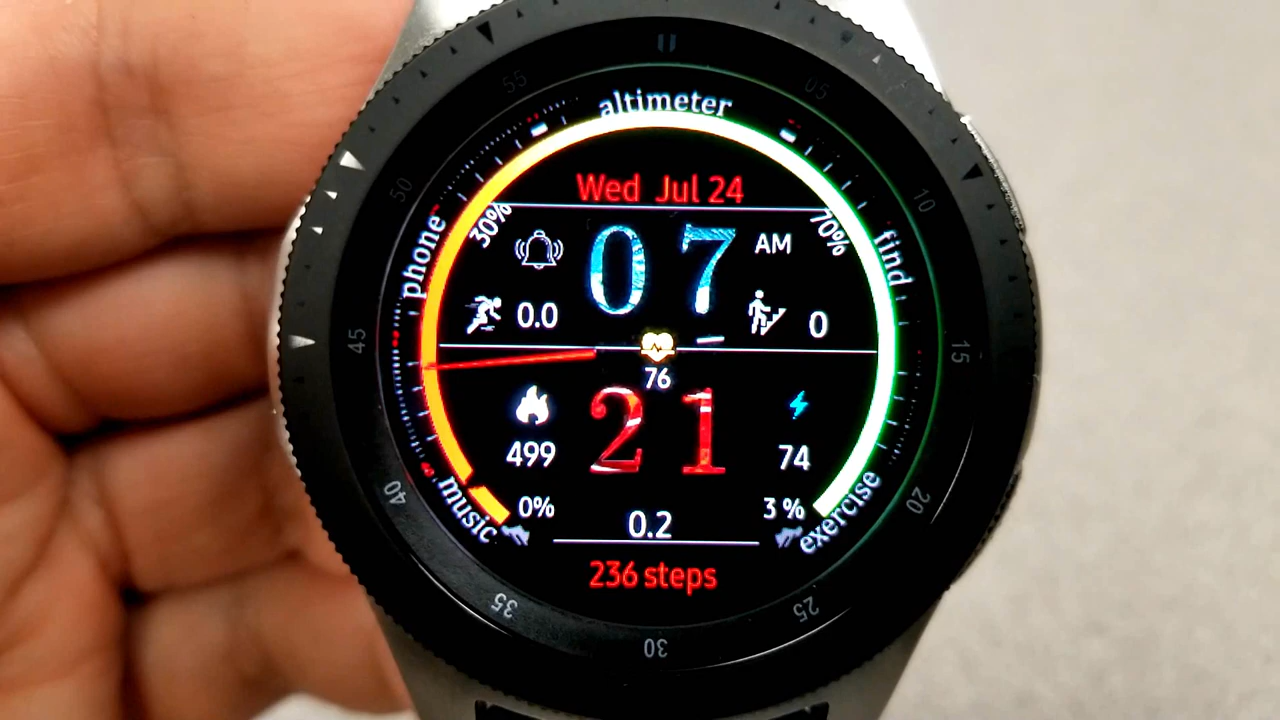 55
05
altimeter
50
Wed Jul 24
10
phone
30%
07
AM
70%
find
0.0
0
45
15
76
21
499
74
40
music
0%
0.2
3 %
exercise
20
236 steps
35
30
25